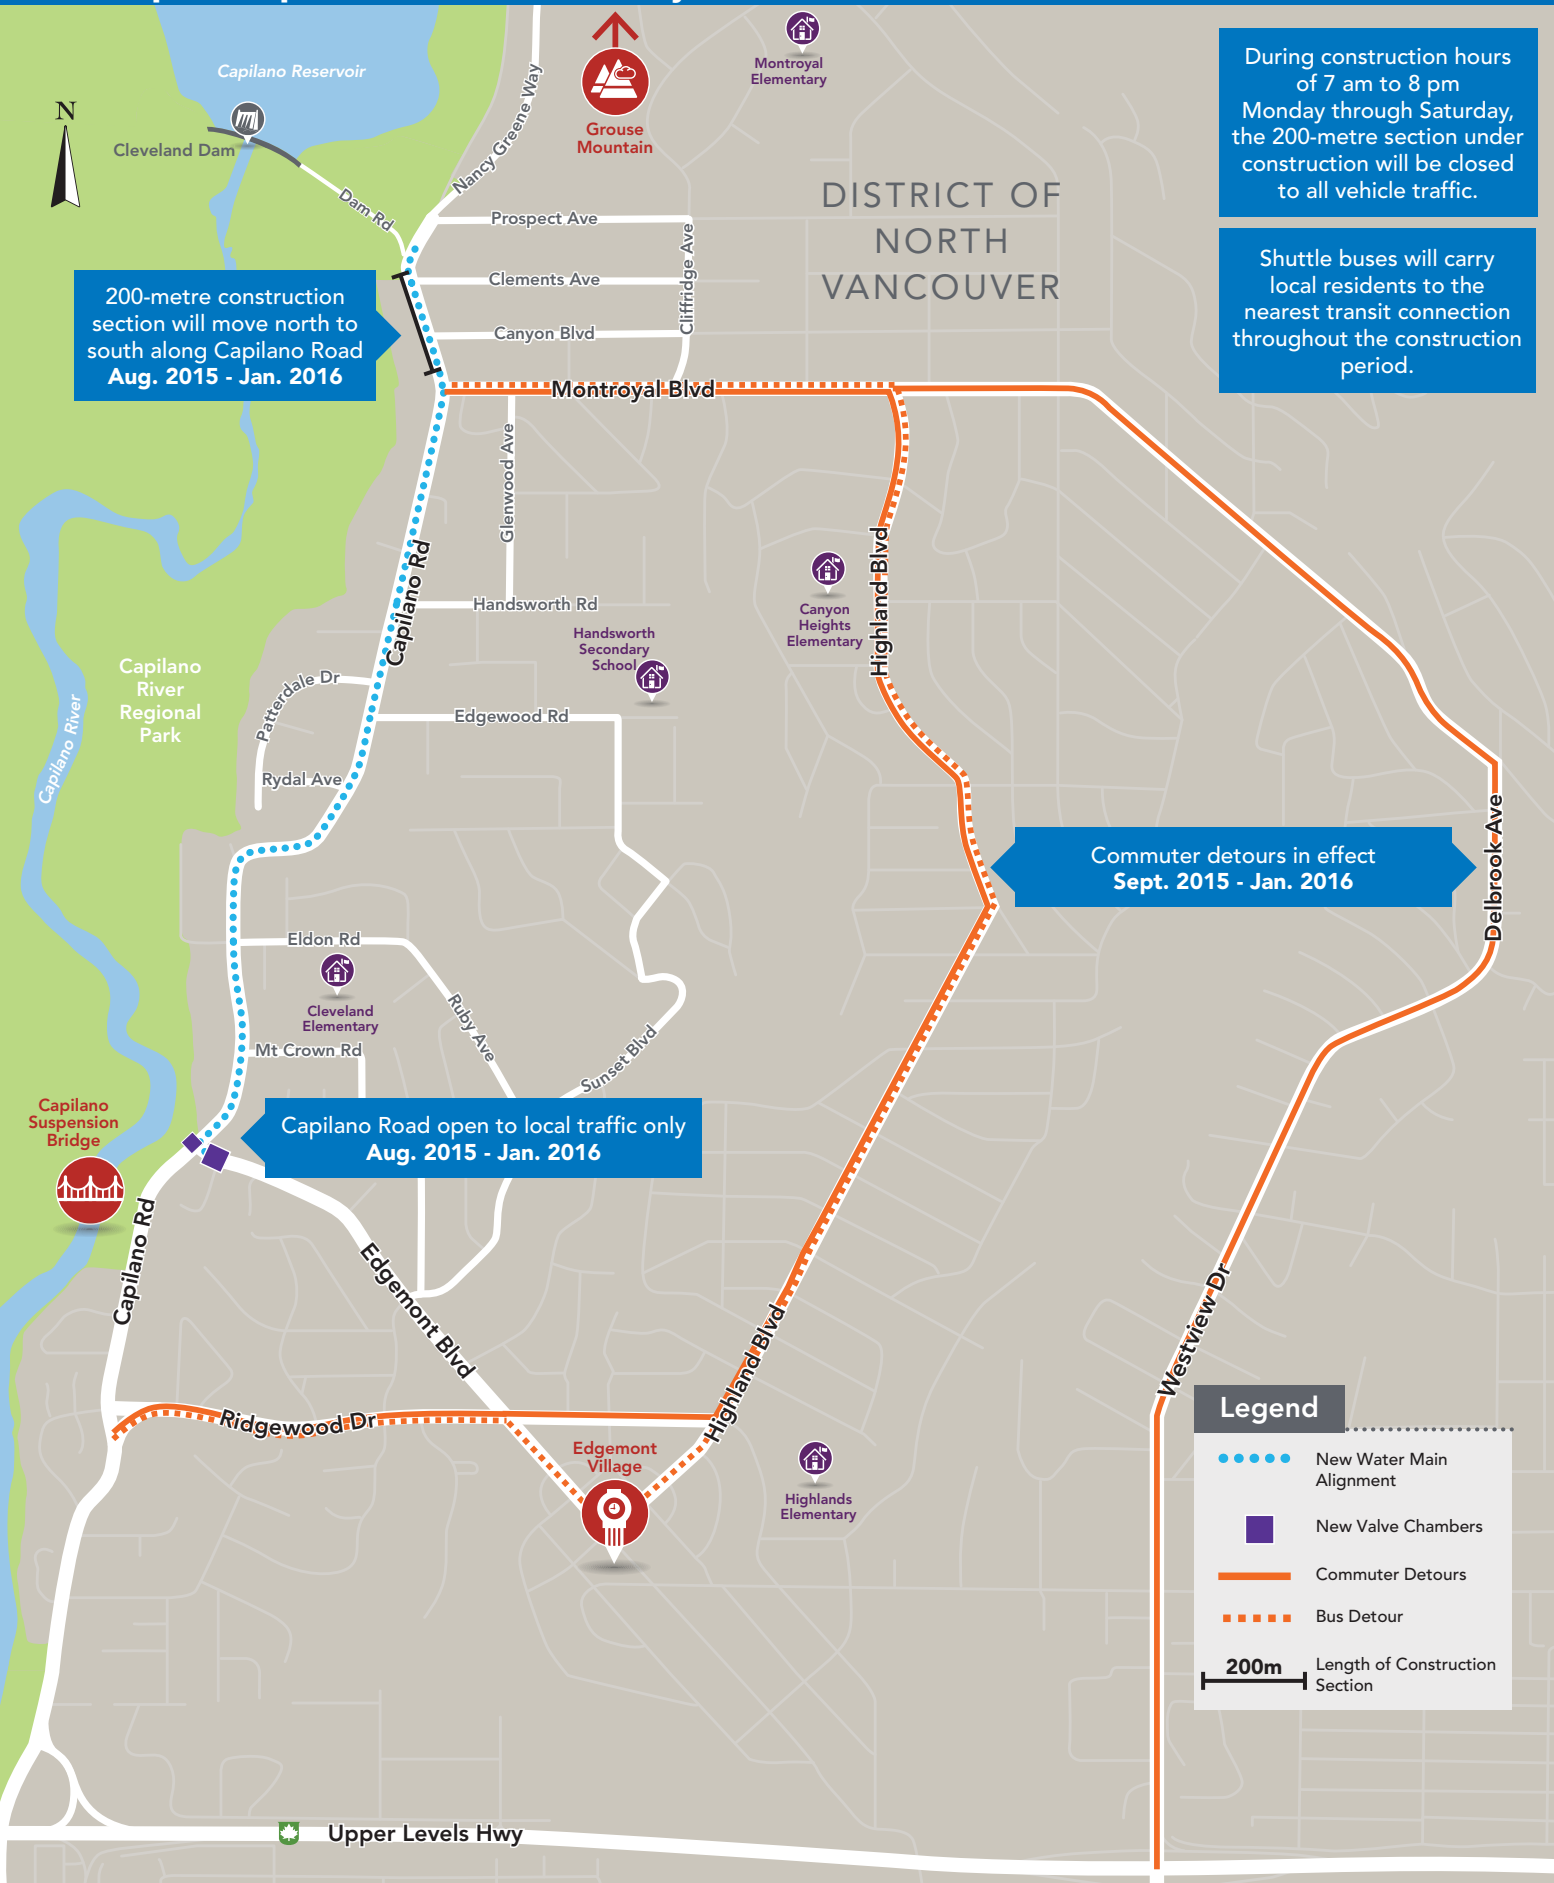 Capilano Reservoir
N
Cleveland Dam
Dam Rd
Nancy Greene Way
Grouse
Mountain
Montroyal
Elementary
During construction hours
of 7 am to 8 pm
Monday through Saturday,
the 200-metre section under
construction will be closed
to all vehicle traffic.
DISTRICT OF
NORTH
VANCOUVER
Shuttle buses will carry
local residents to the
nearest transit connection
throughout the construction
period.
Prospect Ave
Cliffridge Ave
Clements Ave
Canyon Blvd
200-metre construction
section will move north to
south along Capilano Road
Aug. 2015 - Jan. 2016
Montroyal Blvd
Glenwood Ave
Capilano Rd
Highland Blvd
Handsworth Rd
Handsworth
Secondary
School
Canyon
Heights
Elementary
Capilano
River
Regional
Park
Capilano River
Patterdale Dr
Edgewood Rd
Rydal Ave
Commuter detours in effect
Sept. 2015 - Jan. 2016
Delbrook Ave
Eldon Rd
Cleveland
Elementary
Ruby Ave
Mt Crown Rd
Sunset Blvd
Capilano
Suspension
Bridge
Capilano Road open to local traffic only
Aug. 2015 - Jan. 2016
Capilano Rd
Edgemont Blvd
Highland Blvd
Westview Dr
Ridgewood Dr
Edgemont
Village
Highlands
Elementary
Legend
New Water Main
Alignment
New Valve Chambers
Commuter Detours
Bus Detour
200m
Length of Construction
Section
Upper Levels Hwy